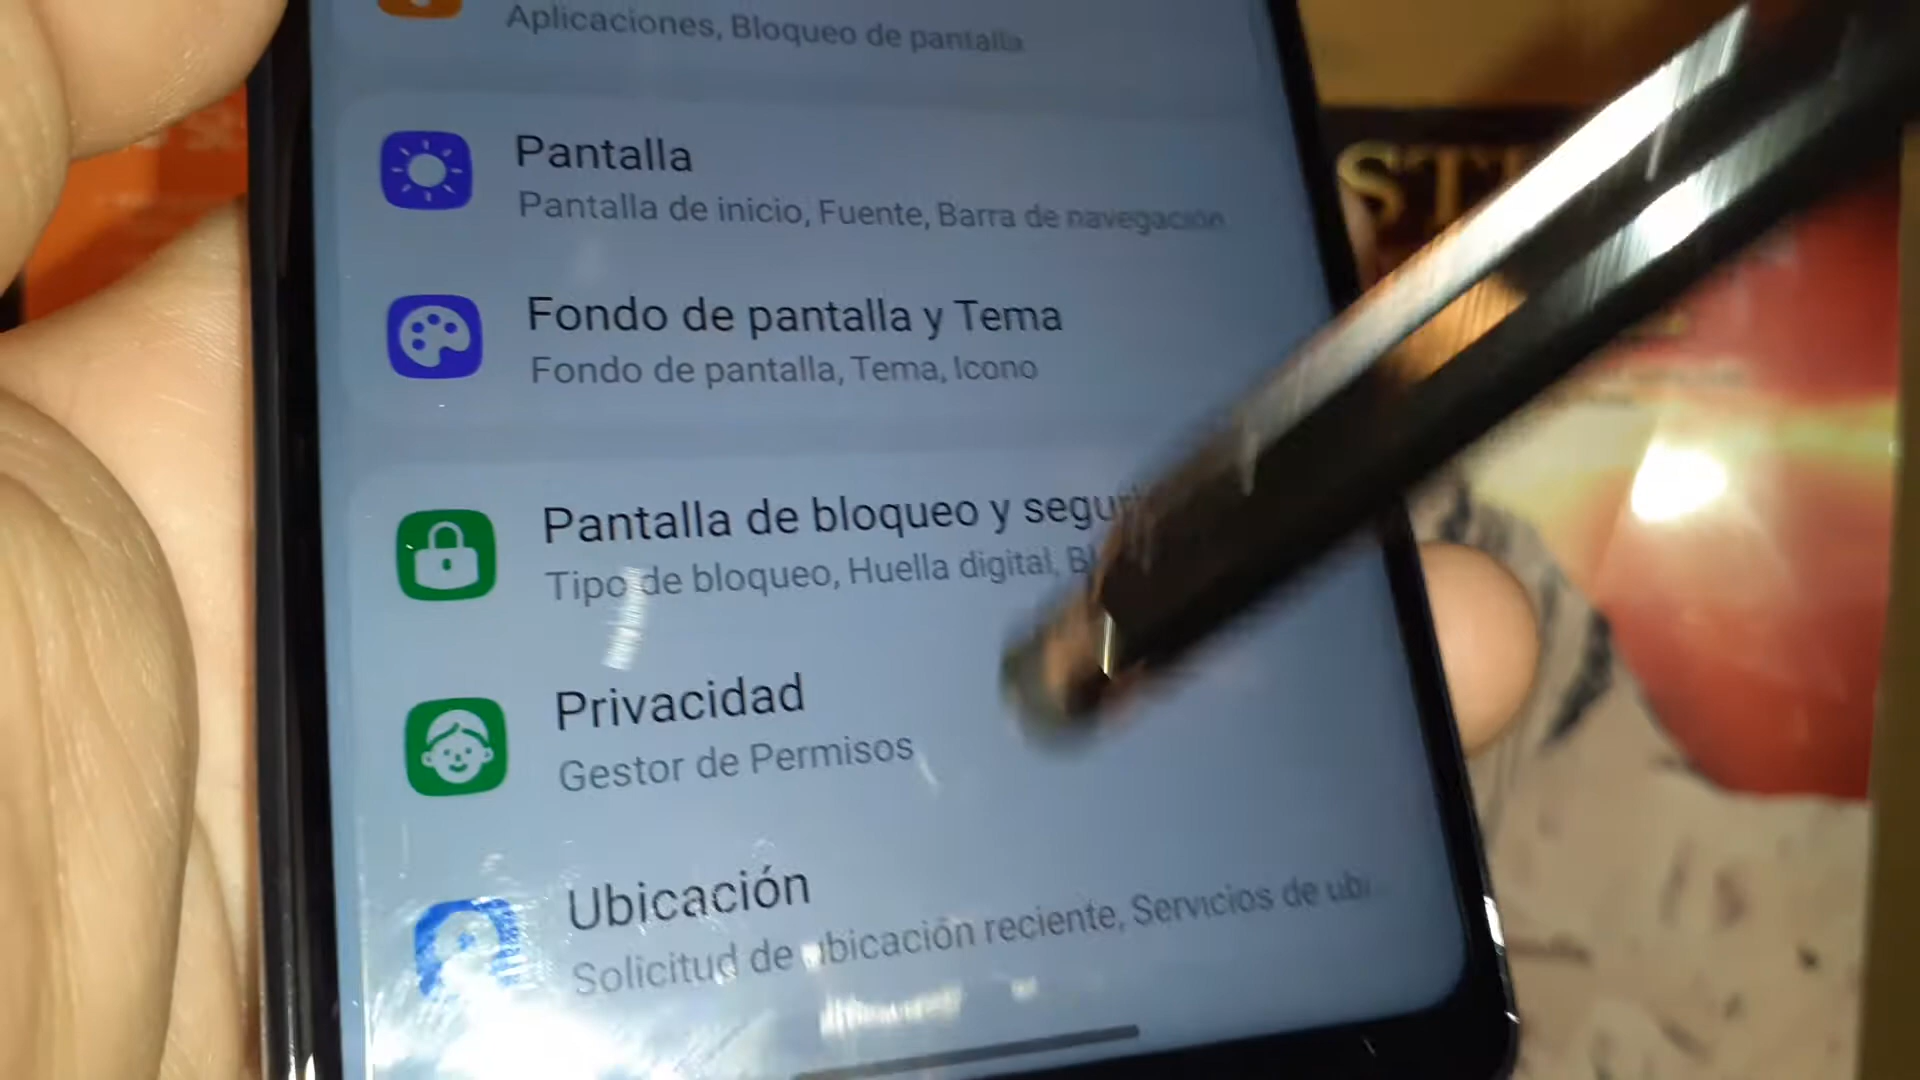 Aplicaciones, Bloqueo de pantalla
Pantalla
Pantalla de inicio, Fuente, Barra de navegación
Fondo de pantalla y Tema
Fondo de pantalla, Tema, Icono
Pantalla de bloqueo y segu
Tipo de bloqueo, Huella digital,
Privacidad
Gestor de Permisos
Ubicación
Solicitud de ubicación reciente, Servicios de ubi